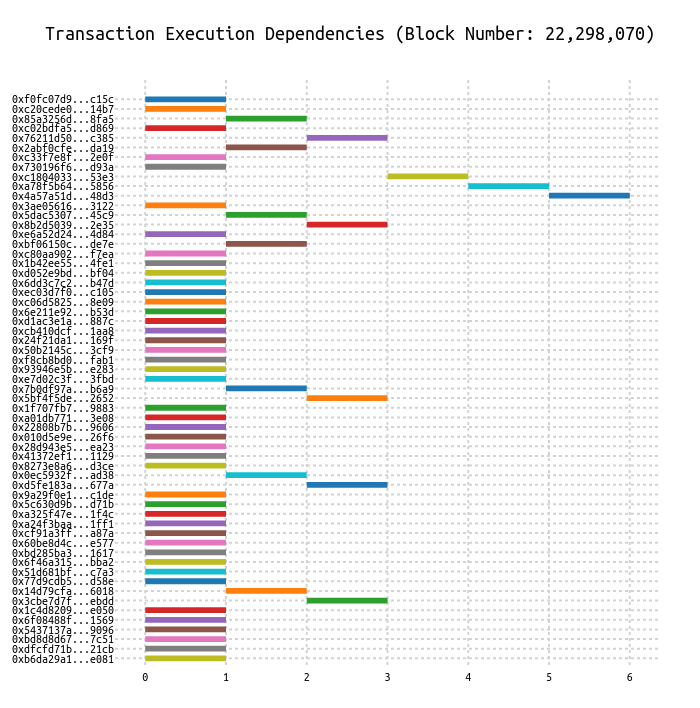 Transaction Execution Dependencies (Block Number: 22,298,070)
0xf0fc07d9...c15c
0xc20cede0...14b7
0x85a3256d...8fa5
0xc02bdfa5...d869
0x76211d50...c385
0x2abf0cfe...da19
0xc33f7e8f...2e0f
0x730196f6...d93a
0xc1804033...53e3
0xa78f5b64...5856
0x4a57a51d...48d3
0x3ae05616...3122
0x5dac5307...45c9
0x8b2d5039...2e35
0xe6a52d24...4d84
0xbf06150c...de7e
0xc80aa902...f7ea
0x1b42ee55...4fe1
0xd052e9bd...bf04
0x6dd3c7c2...b47d
0xec03d7f0...c105
0xc06d5825...8e09
0x6e211e92...b53d
0xd1ac3e1a...887c
0xcb410dcf...1aa8
0x24f21da1...169f
0x50b2145c...3cf9
0xf8cb8bd0...fab1
0x93946e5b...e283
0xe7d02c3f...3fbd
0x7b0df97a...b6a9
0x5bf4f5de...2652
0x1f707fb7...9883
0xa01db771...3e08
0x22808b7b...9606
0x010d5e9e...26f6
0x28d943e5...ea23
0x41372ef1...1129
0x8273e8a6...d3ce
0x0ec5932f...ad38
0xd5fe183a...677a
0x9a29f0e1...c1de
0x5c630d9b...d71b
0xa325f47e...1f4c
0xa24f3baa...1ff1
0xcf91a3ff...a87a
0x60be8d4c...e577
0xbd285ba3...1617
0x6f46a315...bba2
0x51d681bf...c7a3
0x77d9cdb5...d58e
0x14d79cfa...6018
0x3cbe7d7f...ebdd
0x1c4d8209...e050
0x6f08488f...1569
0x5437137a...9096
0xbd8d8d67...7c51
0xdfcfd71b...21cb
0xb6da29a1...e081
0 1 2 3 4 5 6